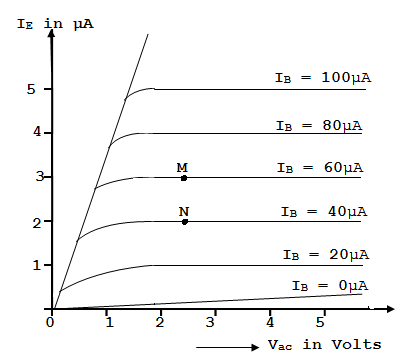 IE in µA
IB = 100µA
5
IB = 80µA
4
M
IB = 60µA
3
N
IB = 40µA
2
IB = 20µA
1
IB = 0µA
0 1 2 3 4 5
Vac in Volts